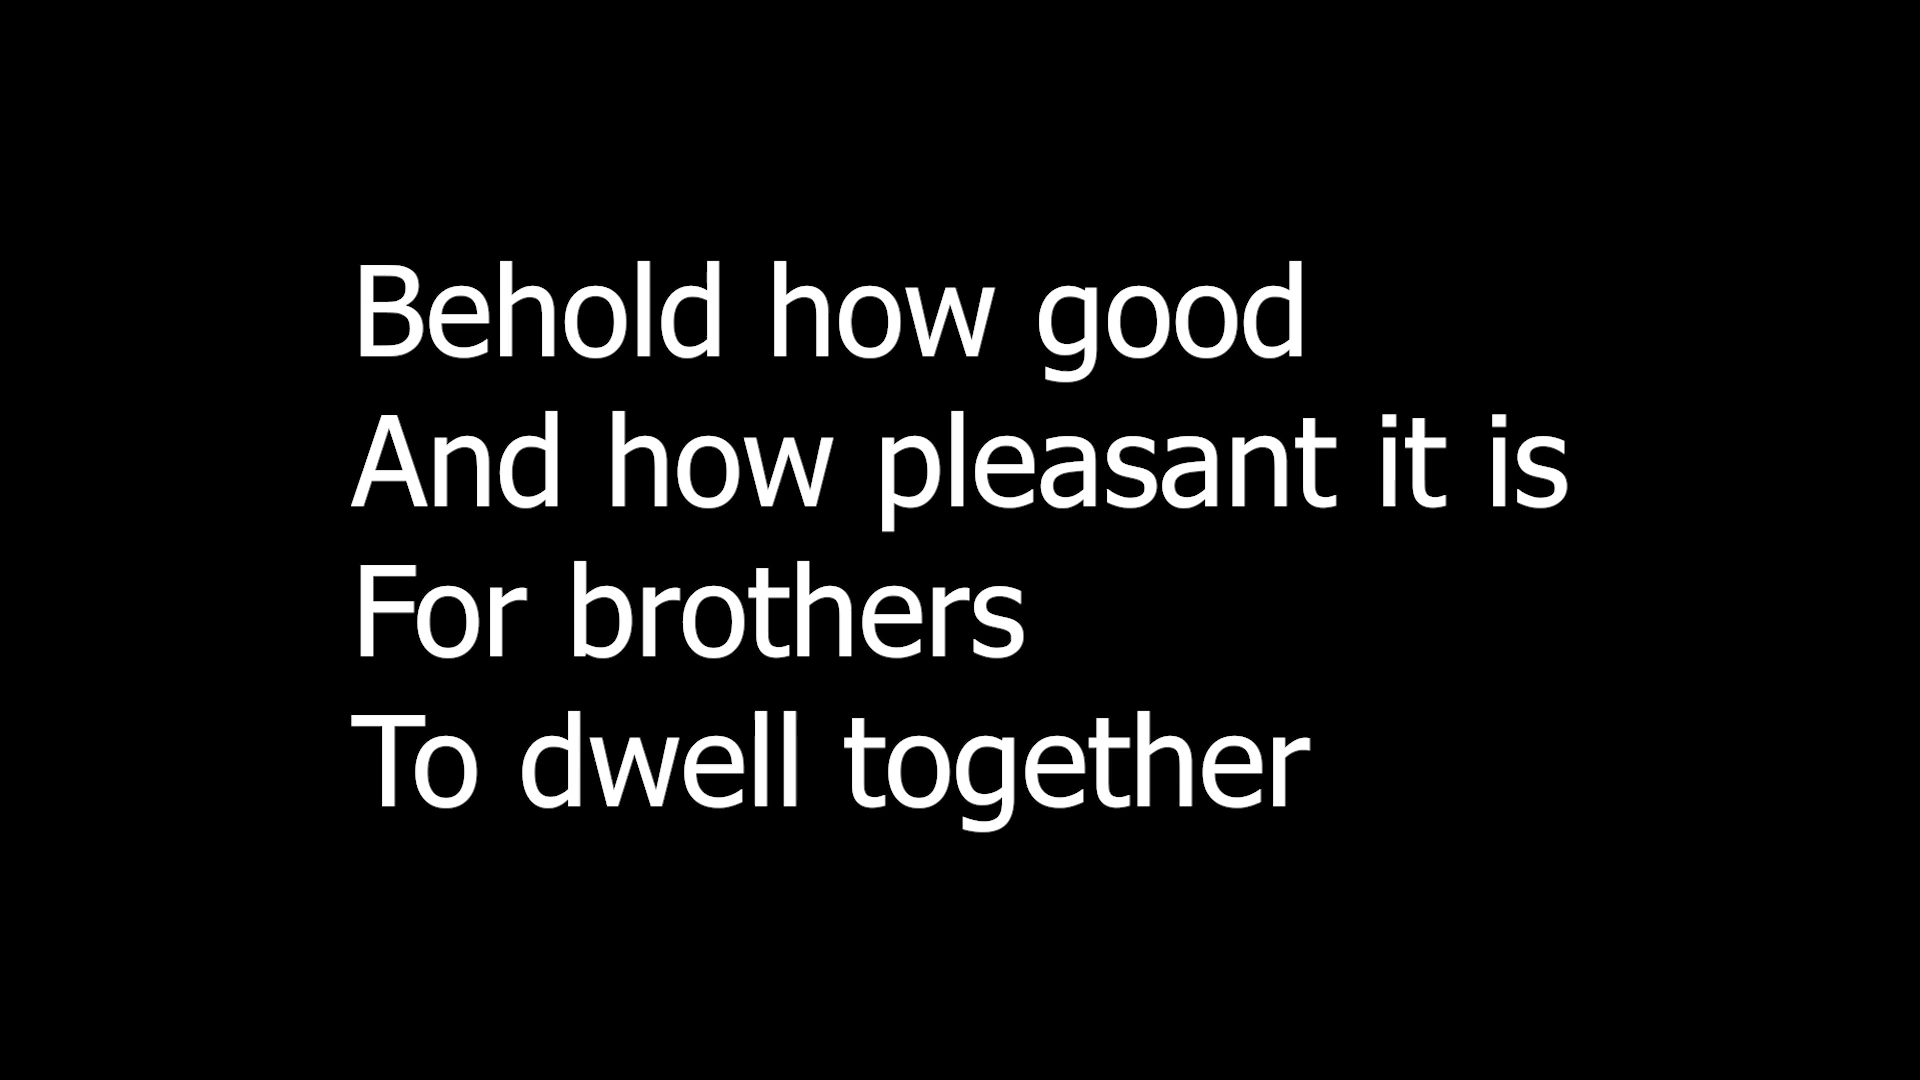 Behold how good
And how pleasant it is
For brothers
To dwell together